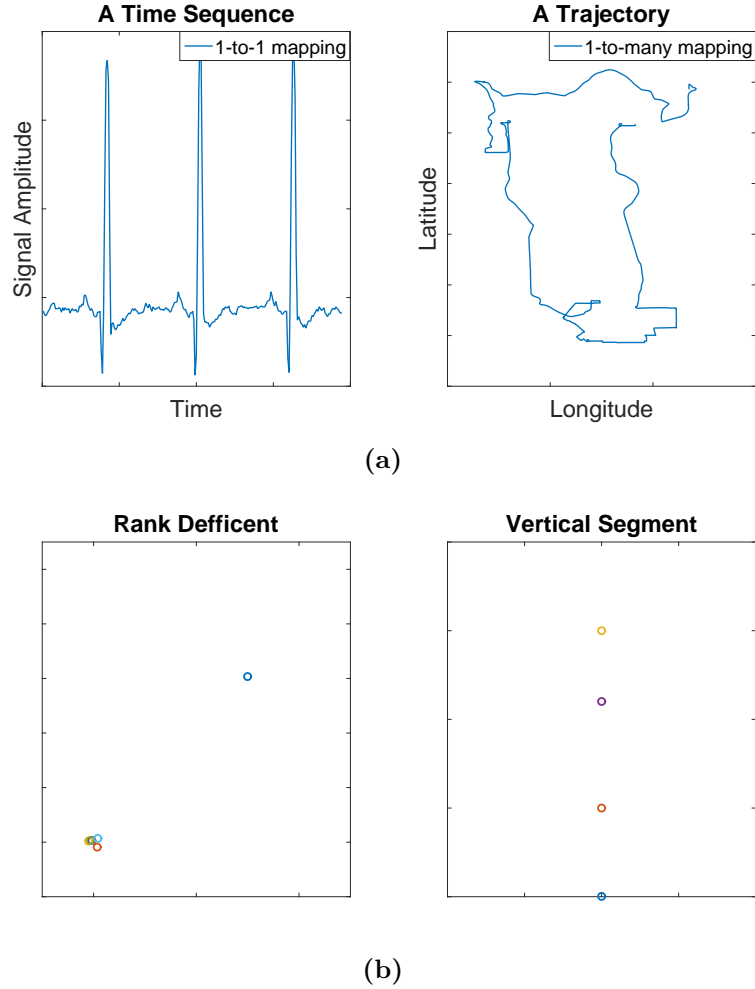 A Time Sequence
1-to-1 mapping
Signal Amplitude
Time
A Trajectory
1-to-many mapping
Latitude
Longitude
(a)
Rank Defficent
Vertical Segment
(b)